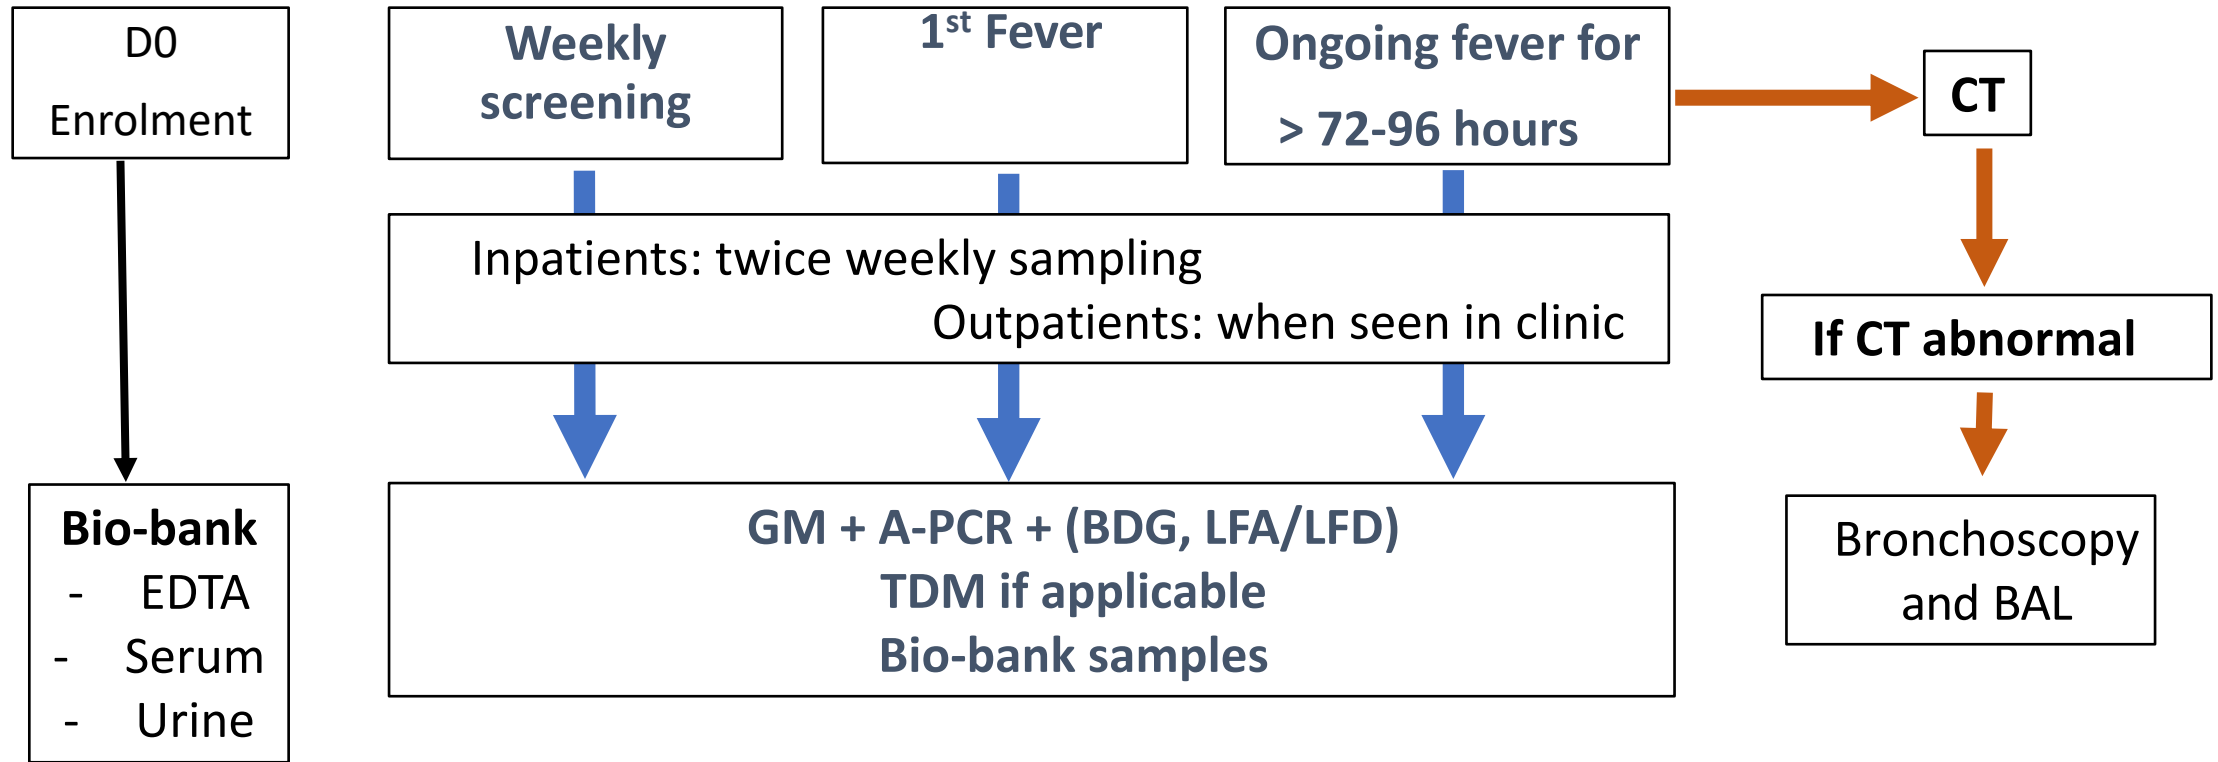 D0
Enrolment
Weekly
screening
1st Fever
Ongoing fever for
> 72-96 hours
CT
Inpatients: twice weekly sampling
Outpatients: when seen in clinic
If CT abnormal
Bio-bank
- EDTA
- Serum
- Urine
GM + A-PCR + (BDG, LFA/LFD)
TDM if applicable
Bio-bank samples
Bronchoscopy
and BAL